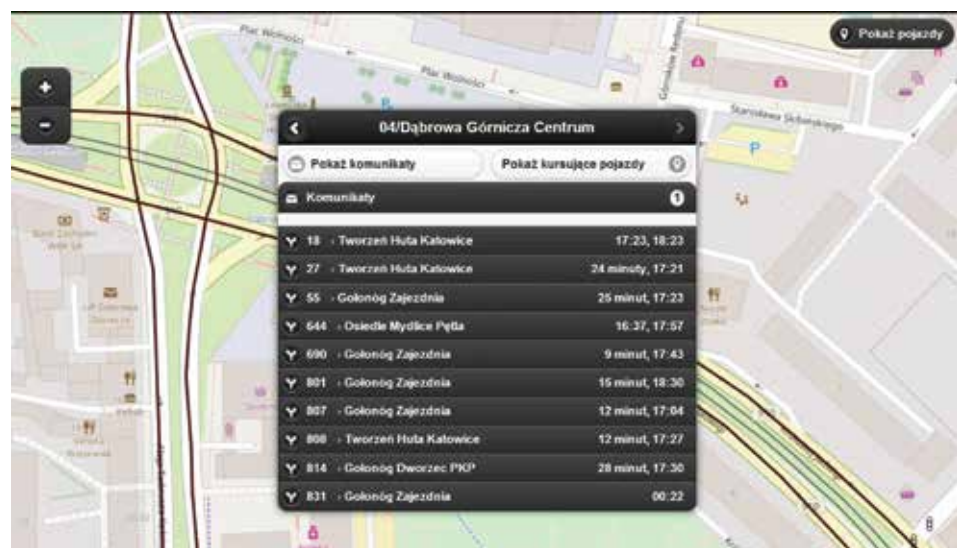 Plac Wolności
Pokaż pojazdy
Plac Wolności
04/Dąbrowa Górnicza Centrum
Pokaż komunikaty
Pokaż kursujące pojazdy
Komunikaty 1
18 › Tworzeń Huta Katowice 17:23, 18:23
27 › Tworzeń Huta Katowice 24 minuty, 17:21
55 › Gołonóg Zajezdnia 25 minut, 17:23
644 › Osiedle Mydlice Pętla 16:37, 17:57
690 › Gołonóg Zajezdnia 9 minut, 17:43
801 › Gołonóg Zajezdnia 15 minut, 18:30
807 › Gołonóg Zajezdnia 12 minut, 17:04
808 › Tworzeń Huta Katowice 12 minut, 17:27
814 › Gołonóg Dworzec PKP 28 minut, 17:30
831 › Gołonóg Zajezdnia 00:22
P